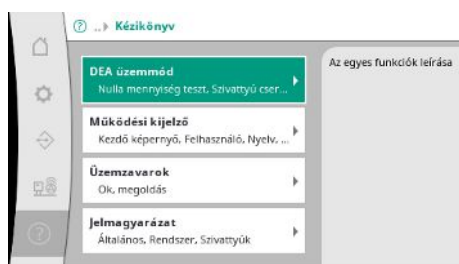 ..▸ Kézikönyv
DEA üzemmód
Nulla mennyiség teszt, Szivattyú cser...
Az egyes funkciók leírása
Működési kijelző
Kezdő képernyő, Felhasználó, Nyelv, ...
Üzemzavarok
Ok, megoldás
Jelmagyarázat
Általános, Rendszer, Szivattyúk